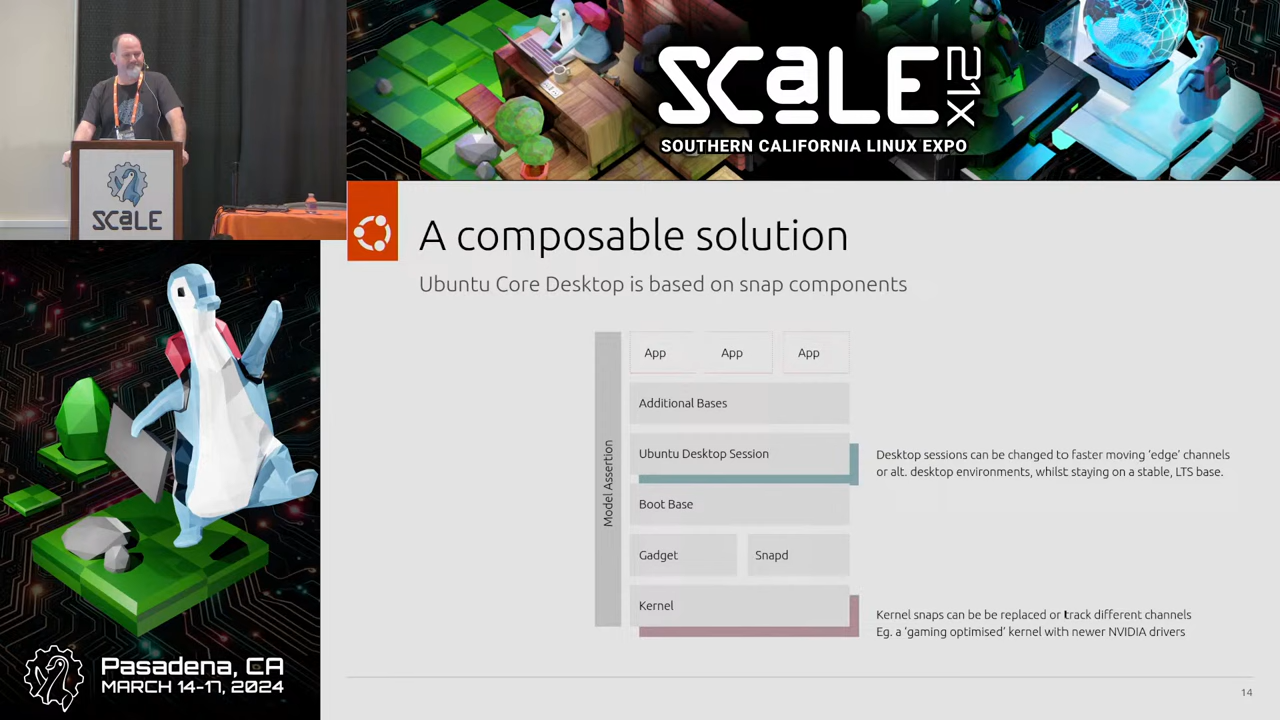 SCALE
SCALE 21X
SOUTHERN CALIFORNIA LINUX EXPO
A composable solution
Ubuntu Core Desktop is based on snap components
Model Assertion
App App App
Additional Bases
Ubuntu Desktop Session
Desktop sessions can be changed to faster moving ‘edge’ channels
or alt. desktop environments, whilst staying on a stable, LTS base.
Boot Base
Gadget Snapd
Kernel
Kernel snaps can be be replaced or track different channels
Eg. a ‘gaming optimised’ kernel with newer NVIDIA drivers
14
Pasadena, CA
MARCH 14-17, 2024